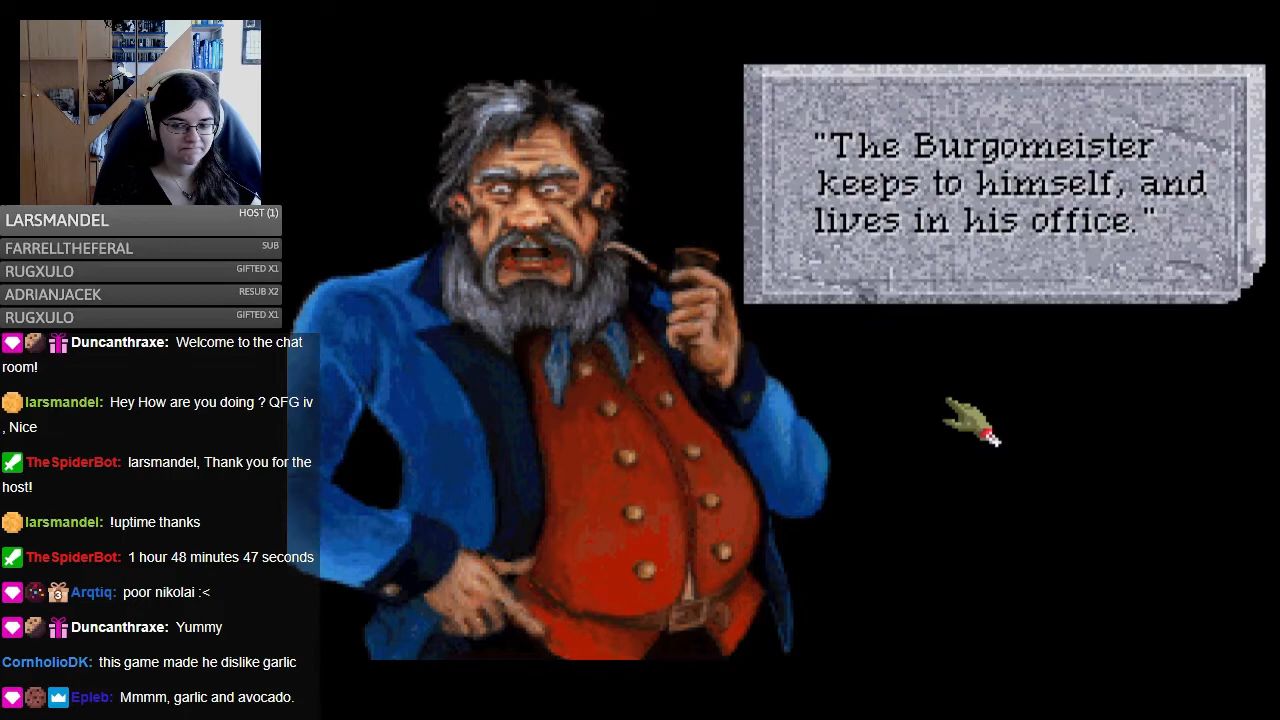 LARSMANDEL HOST (1)
FARRELLTHEFERAL SUB
RUGXULO GIFTED X1
ADRIANJACEK RESUB X2
RUGXULO GIFTED X1
Duncanthraxe: Welcome to the chat
room!
larsmandel: Hey How are you doing ? QFG iv
, Nice
TheSpiderBot: larsmandel, Thank you for the
host!
larsmandel: !uptime thanks
TheSpiderBot: 1 hour 48 minutes 47 seconds
3 Arqtiq: poor nikolai :<
Duncanthraxe: Yummy
CornholioDK: this game made he dislike garlic
Epleb: Mmmm, garlic and avocado.
"The Burgomeister
keeps to himself, and
lives in his office."